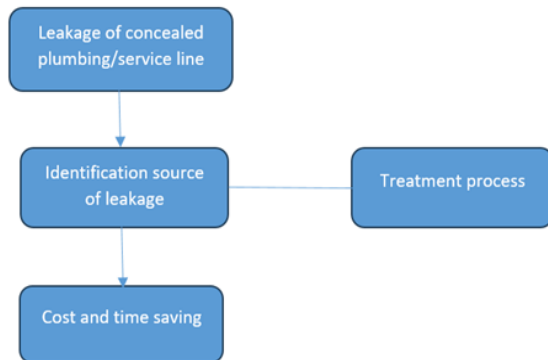 Leakage of concealed
plumbing/service line
Identification source
of leakage
Treatment process
Cost and time saving